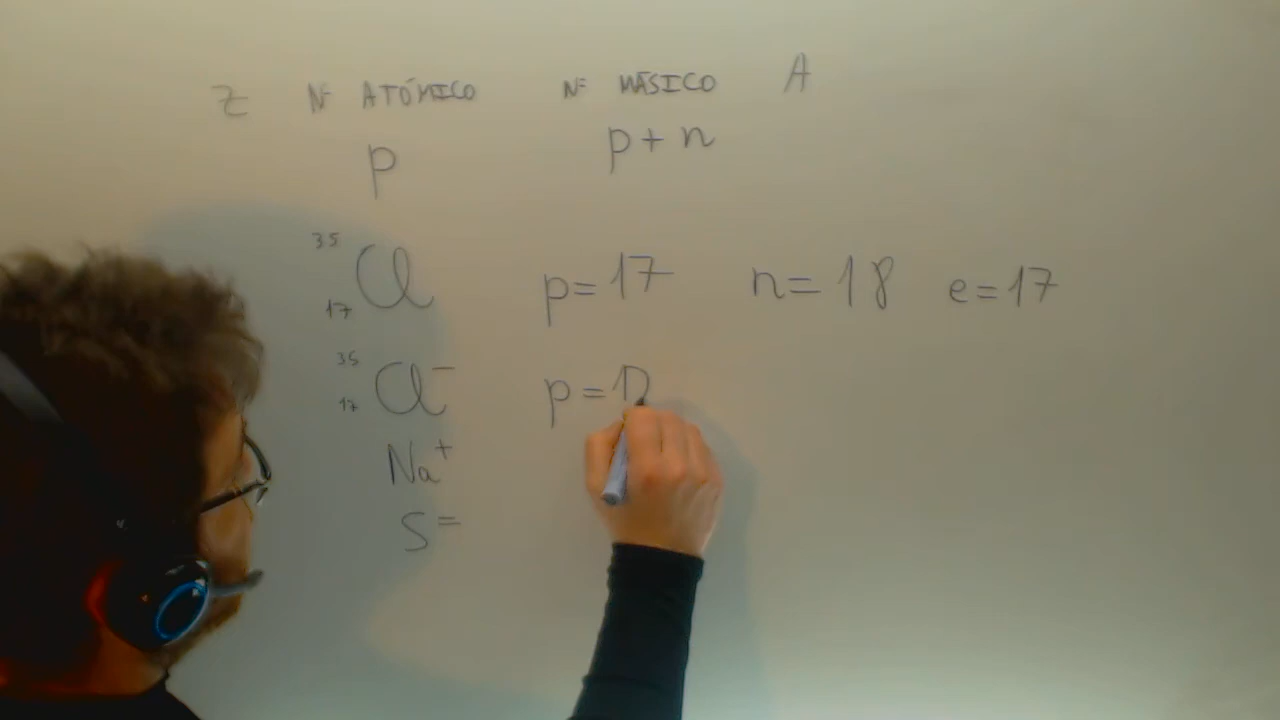 Z Nº ATÓMICO Nº MÁSICO A
p p+n
35
17 Cl p=17 n=18 e=17
35
17 Cl⁻ p=1
Na⁺
S⁼